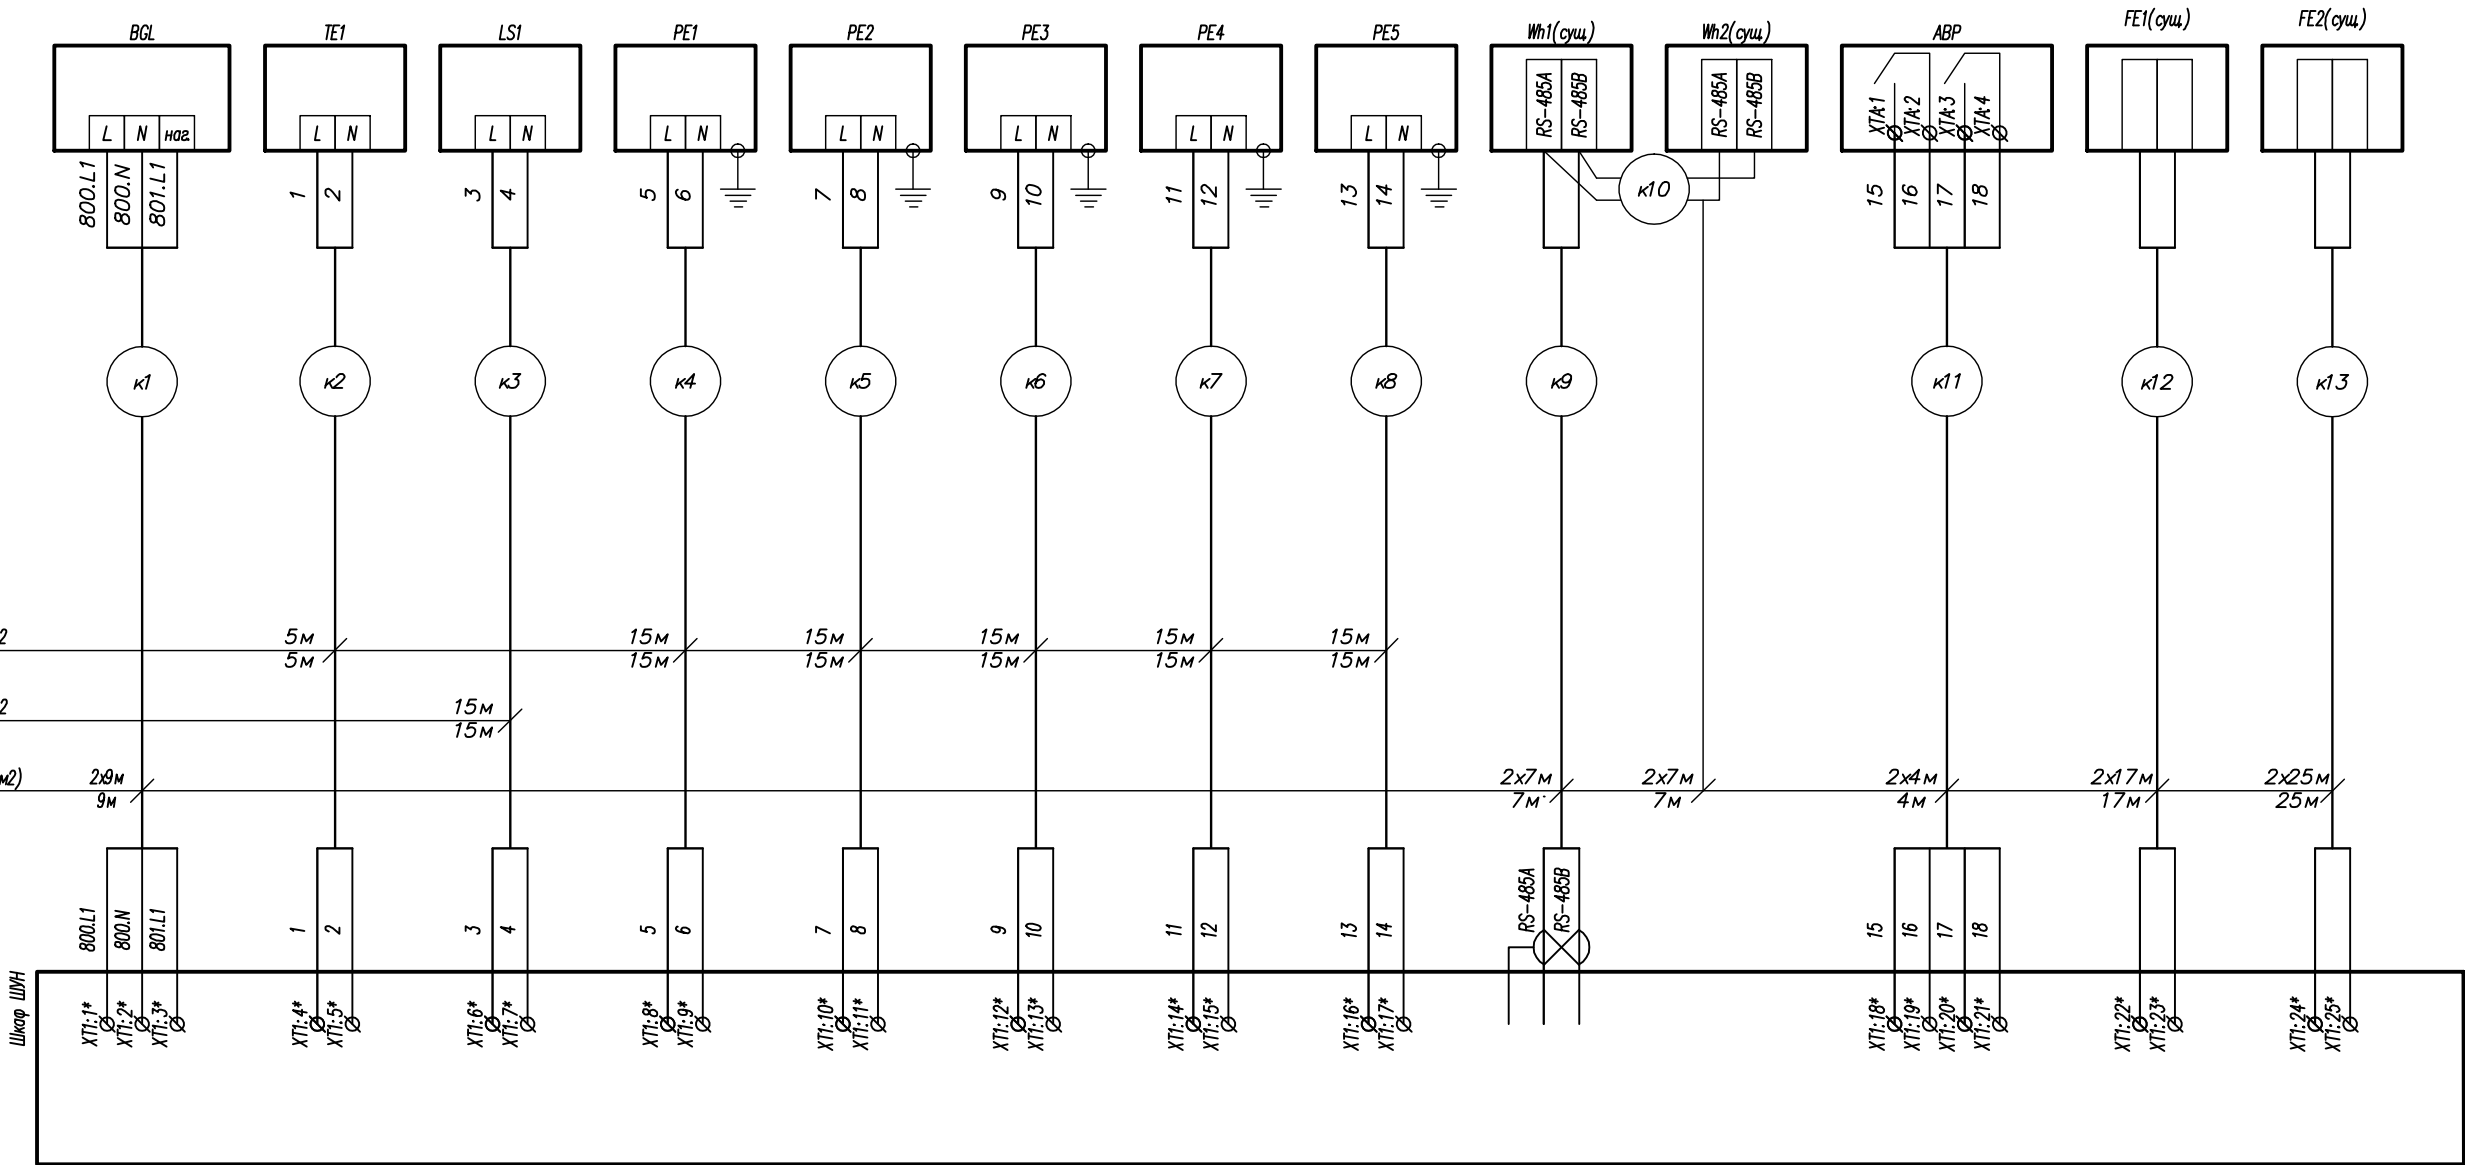 BGL TE1 LS1 PE1 PE2 PE3 PE4 PE5 Wh1(сущ.) Wh2(сущ.) АВР FE1(сущ.) FE2(сущ.)
L N наг. L N L N L N L N L N L N L N RS-485A RS-485B RS-485A RS-485B XTA:1 XTA:2 XTA:3 XTA:4
800.L1 800.N 801.L1 1 2 3 4 5 6 7 8 9 10 11 12 13 14 к10 15 16 17 18
к1 к2 к3 к4 к5 к6 к7 к8 к9 к11 к12 к13
2 5м 15м 15м 15м 15м 15м
5м 15м 15м 15м 15м 15м
2 15м
15м
м2) 2х9м 2х7м 2х7м 2х4м 2х17м 2х25м
9м 7м 7м 4м 17м 25м
800.L1 800.N 801.L1 1 2 3 4 5 6 7 8 9 10 11 12 13 14 RS-485A RS-485B 15 16 17 18
Шкаф ШУН
XT1:1* XT1:2* XT1:3* XT1:4* XT1:5* XT1:6* XT1:7* XT1:8* XT1:9* XT1:10* XT1:11* XT1:12* XT1:13* XT1:14* XT1:15* XT1:16* XT1:17* XT1:18* XT1:19* XT1:20* XT1:21* XT1:22* XT1:23* XT1:24* XT1:25*